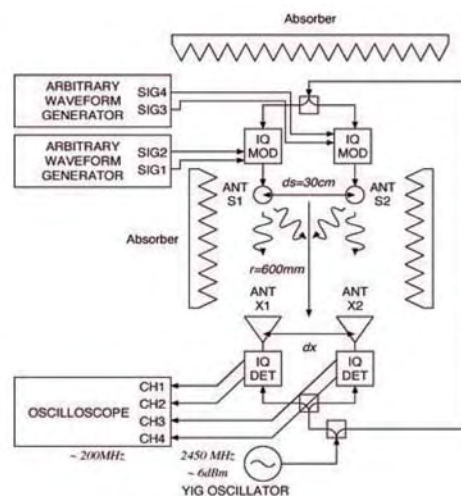 Absorber
ARBITRARY
WAVEFORM
GENERATOR
SIG4
SIG3
ARBITRARY
WAVEFORM
GENERATOR
SIG2
SIG1
IQ
MOD
IQ
MOD
ds=30cm
ANT
S1
ANT
S2
Absorber
r=600mm
ANT
X1
ANT
X2
dx
IQ
DET
IQ
DET
OSCILLOSCOPE
CH1
CH2
CH3
CH4
~ 200MHz
2450 MHz
~ 6dBm
YIG OSCILLATOR